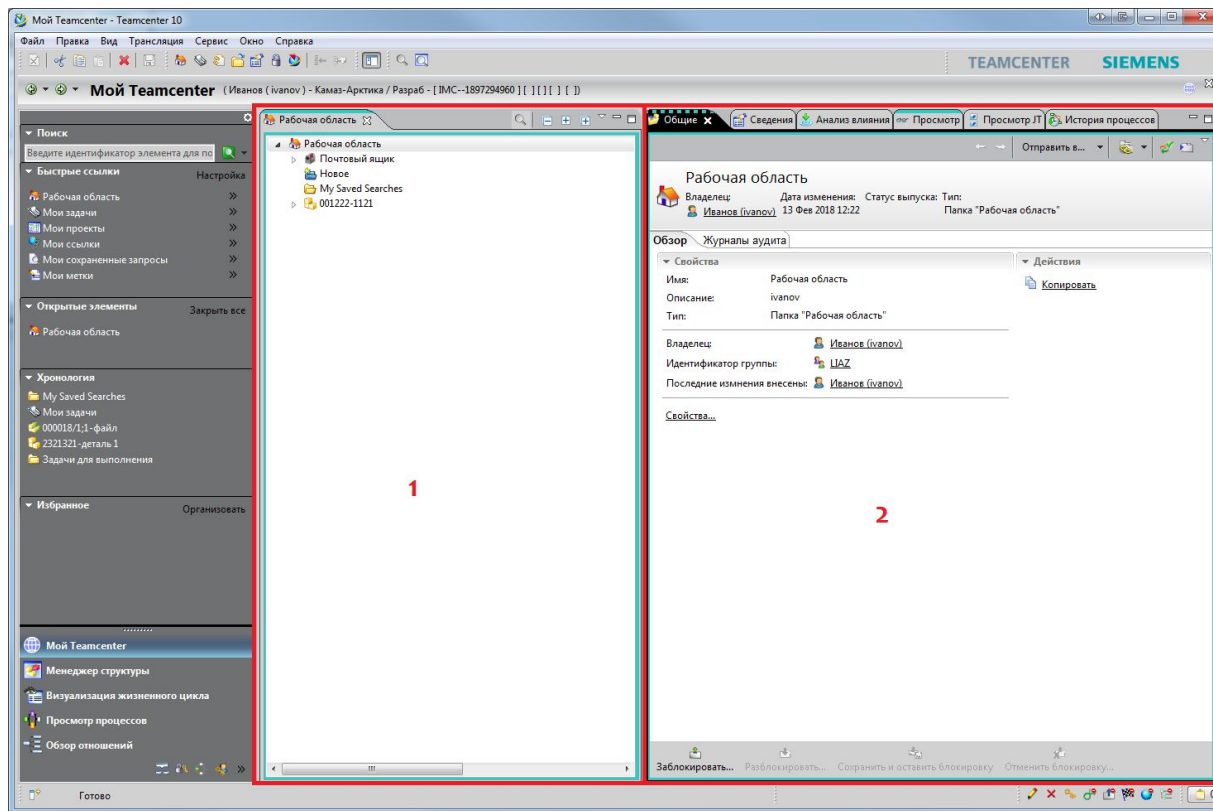 Мой Teamcenter - Teamcenter 10
Файл Правка Вид Трансляция Сервис Окно Справка
TEAMCENTER SIEMENS
Мой Teamcenter (Иванов ( ivanov ) - Камаз-Арктика / Разраб - [ IMC--1897294960 ] [ ] [ ] [ ] [ ])
Поиск
Введите идентификатор элемента для по
Быстрые ссылки Настройка
Рабочая область
Мои задачи
Мои проекты
Мои ссылки
Мои сохраненные запросы
Мои метки
Открытые элементы Закрыть все
Рабочая область
Хронология
My Saved Searches
Мои задачи
000018/1;1-файл
2321321-деталь 1
Задачи для выполнения
Избранное Организовать
Мой Teamcenter
Менеджер структуры
Визуализация жизненного цикла
Просмотр процессов
Обзор отношений
Рабочая область
Рабочая область
Почтовый ящик
Новое
My Saved Searches
001222-1121
1
Общие Сведения Анализ влияния Просмотр Просмотр JT История процессов
Отправить в...
Рабочая область
Владелец: Дата изменения: Статус выпуска: Тип:
Иванов (ivanov) 13 Фев 2018 12:22 Папка "Рабочая область"
Обзор Журналы аудита
Свойства Действия
Имя: Рабочая область Копировать
Описание: ivanov
Тип: Папка "Рабочая область"
Владелец: Иванов (ivanov)
Идентификатор группы: LIAZ
Последние измнения внесены: Иванов (ivanov)
Свойства...
2
Заблокировать... Разблокировать... Сохранить и оставить блокировку Отменить блокировку...
Готово